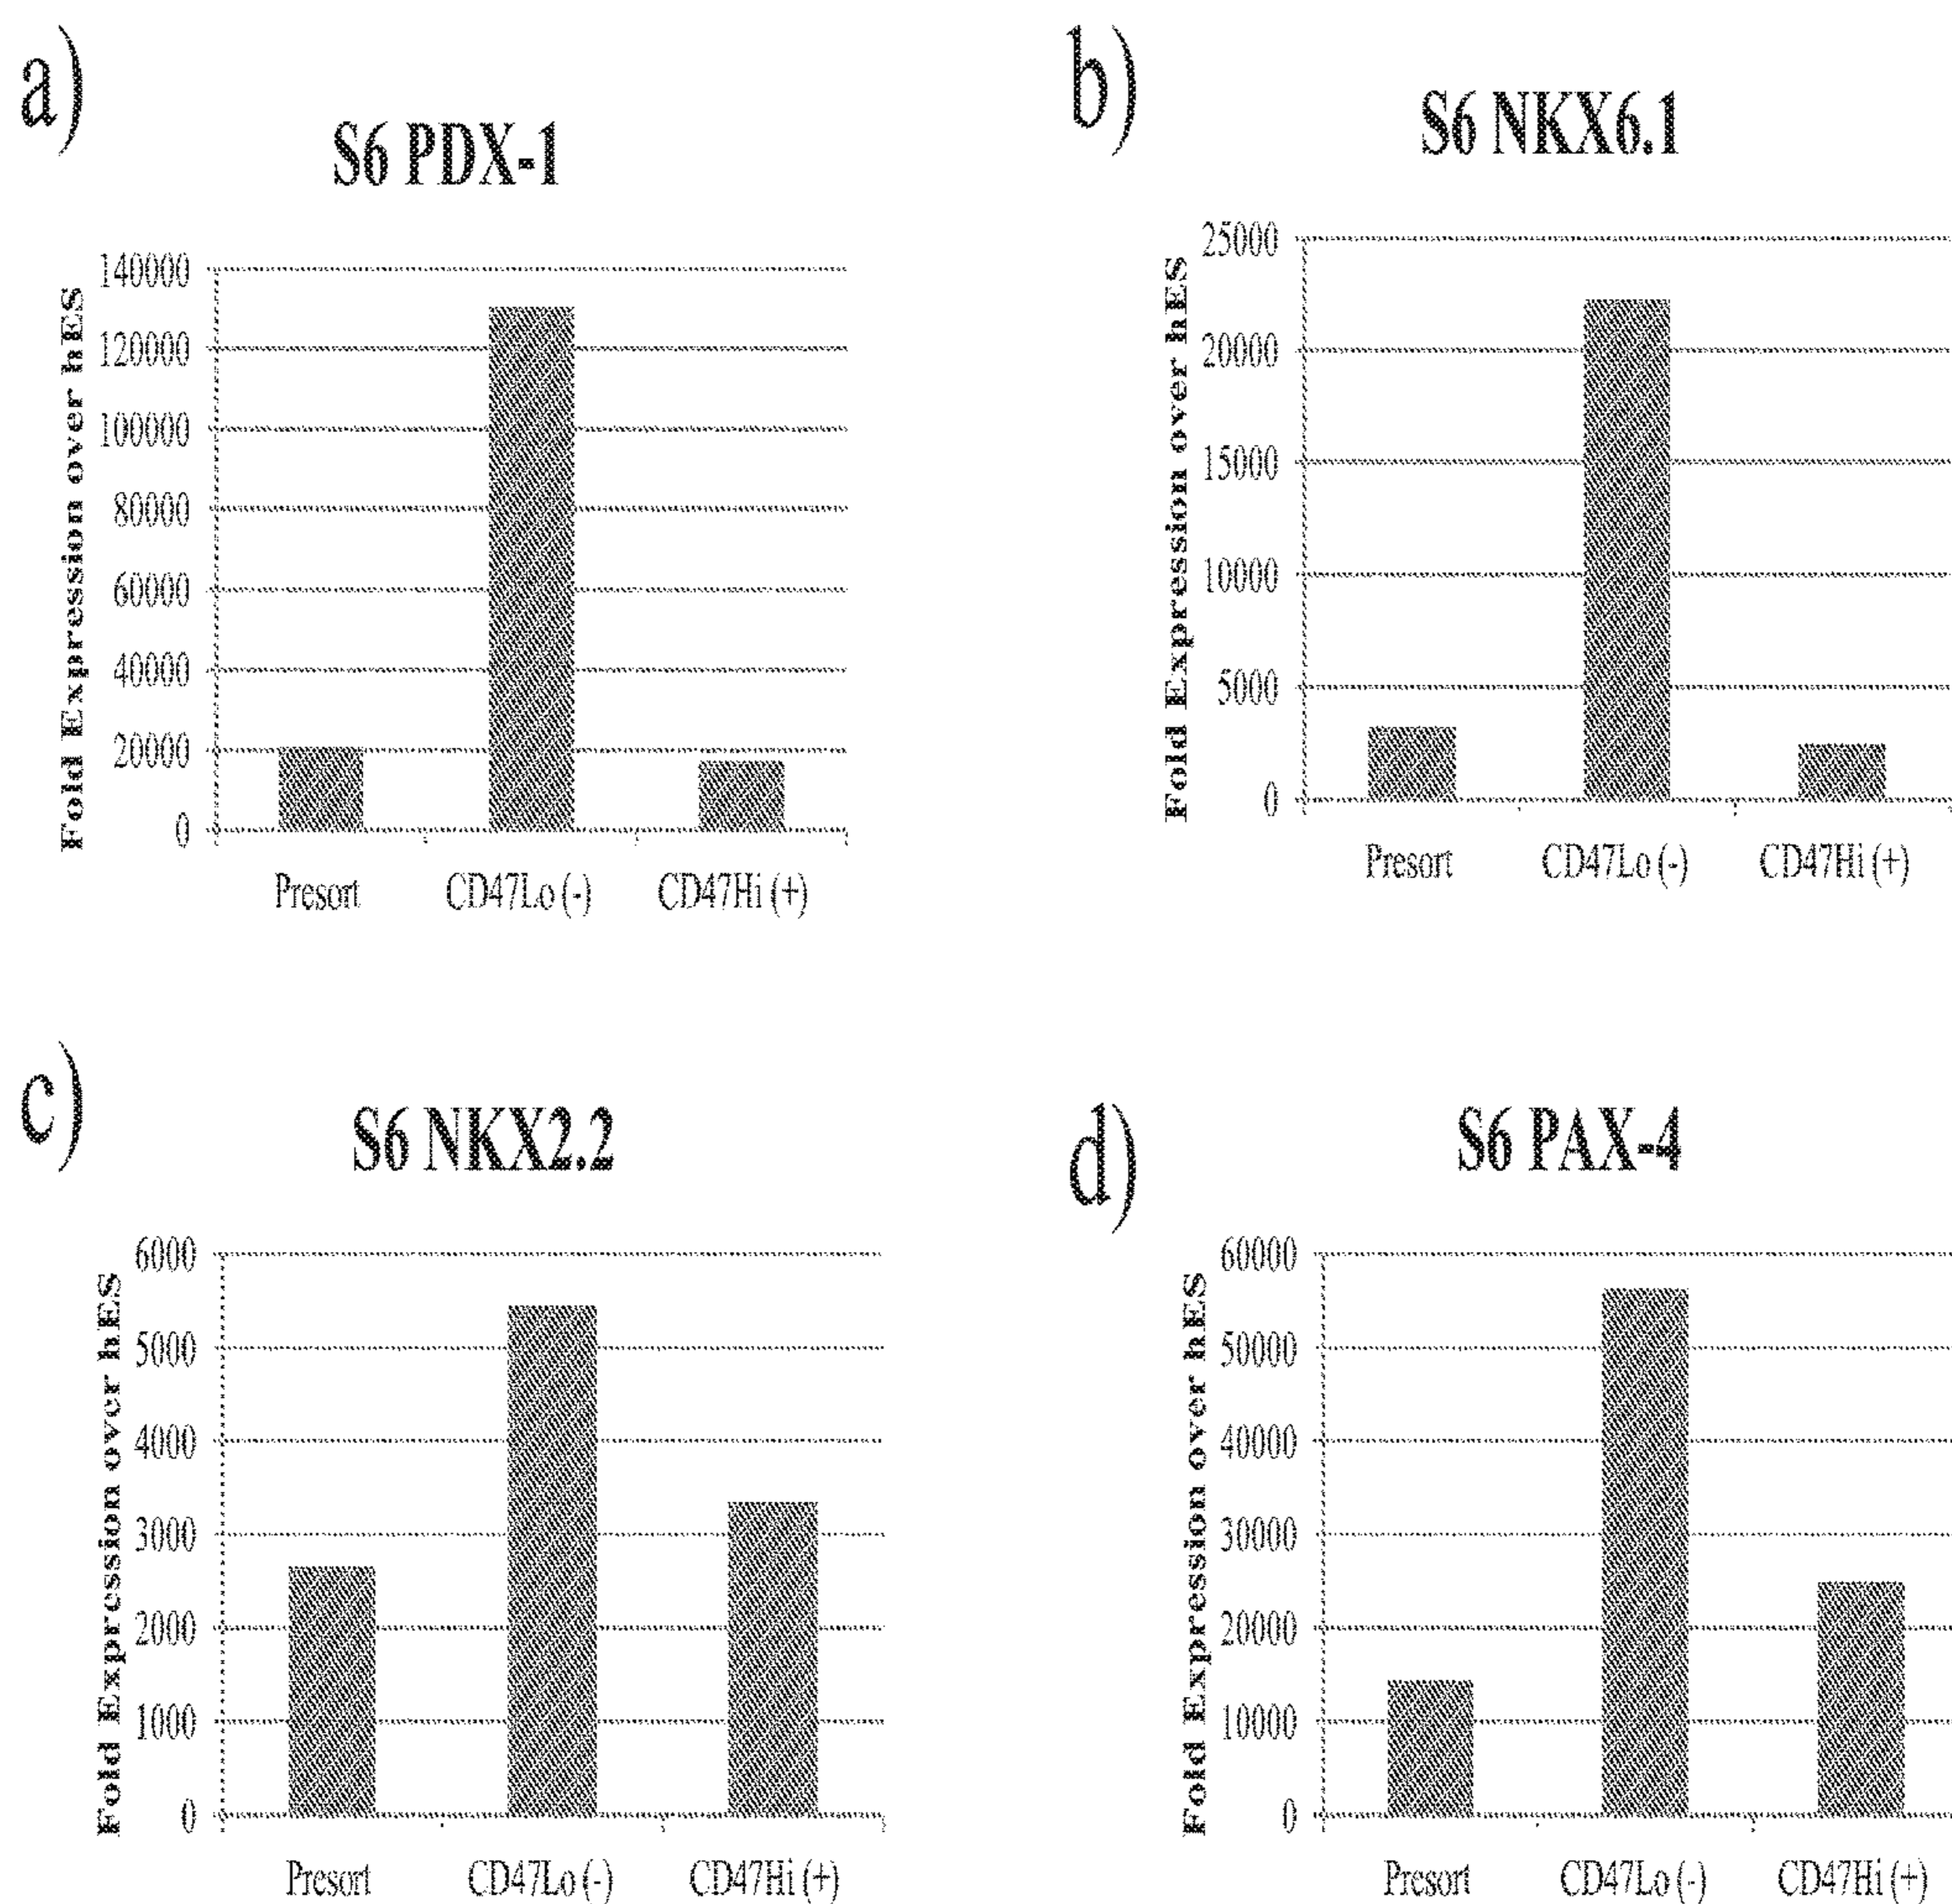 a)
S6 PDX-1
Fold Expression over hES
140000
120000
100000
80000
60000
40000
20000
0
Presort CD47Lo (-) CD47Hi (+)
b)
S6 NKX6.1
Fold Expression over hES
25000
20000
15000
10000
5000
0
Presort CD47Lo (-) CD47Hi (+)
c)
S6 NKX2.2
Fold Expression over hES
6000
5000
4000
3000
2000
1000
0
Presort CD47Lo (-) CD47Hi (+)
d)
S6 PAX-4
Fold Expression over hES
60000
50000
40000
30000
20000
10000
0
Presort CD47Lo (-) CD47Hi (+)